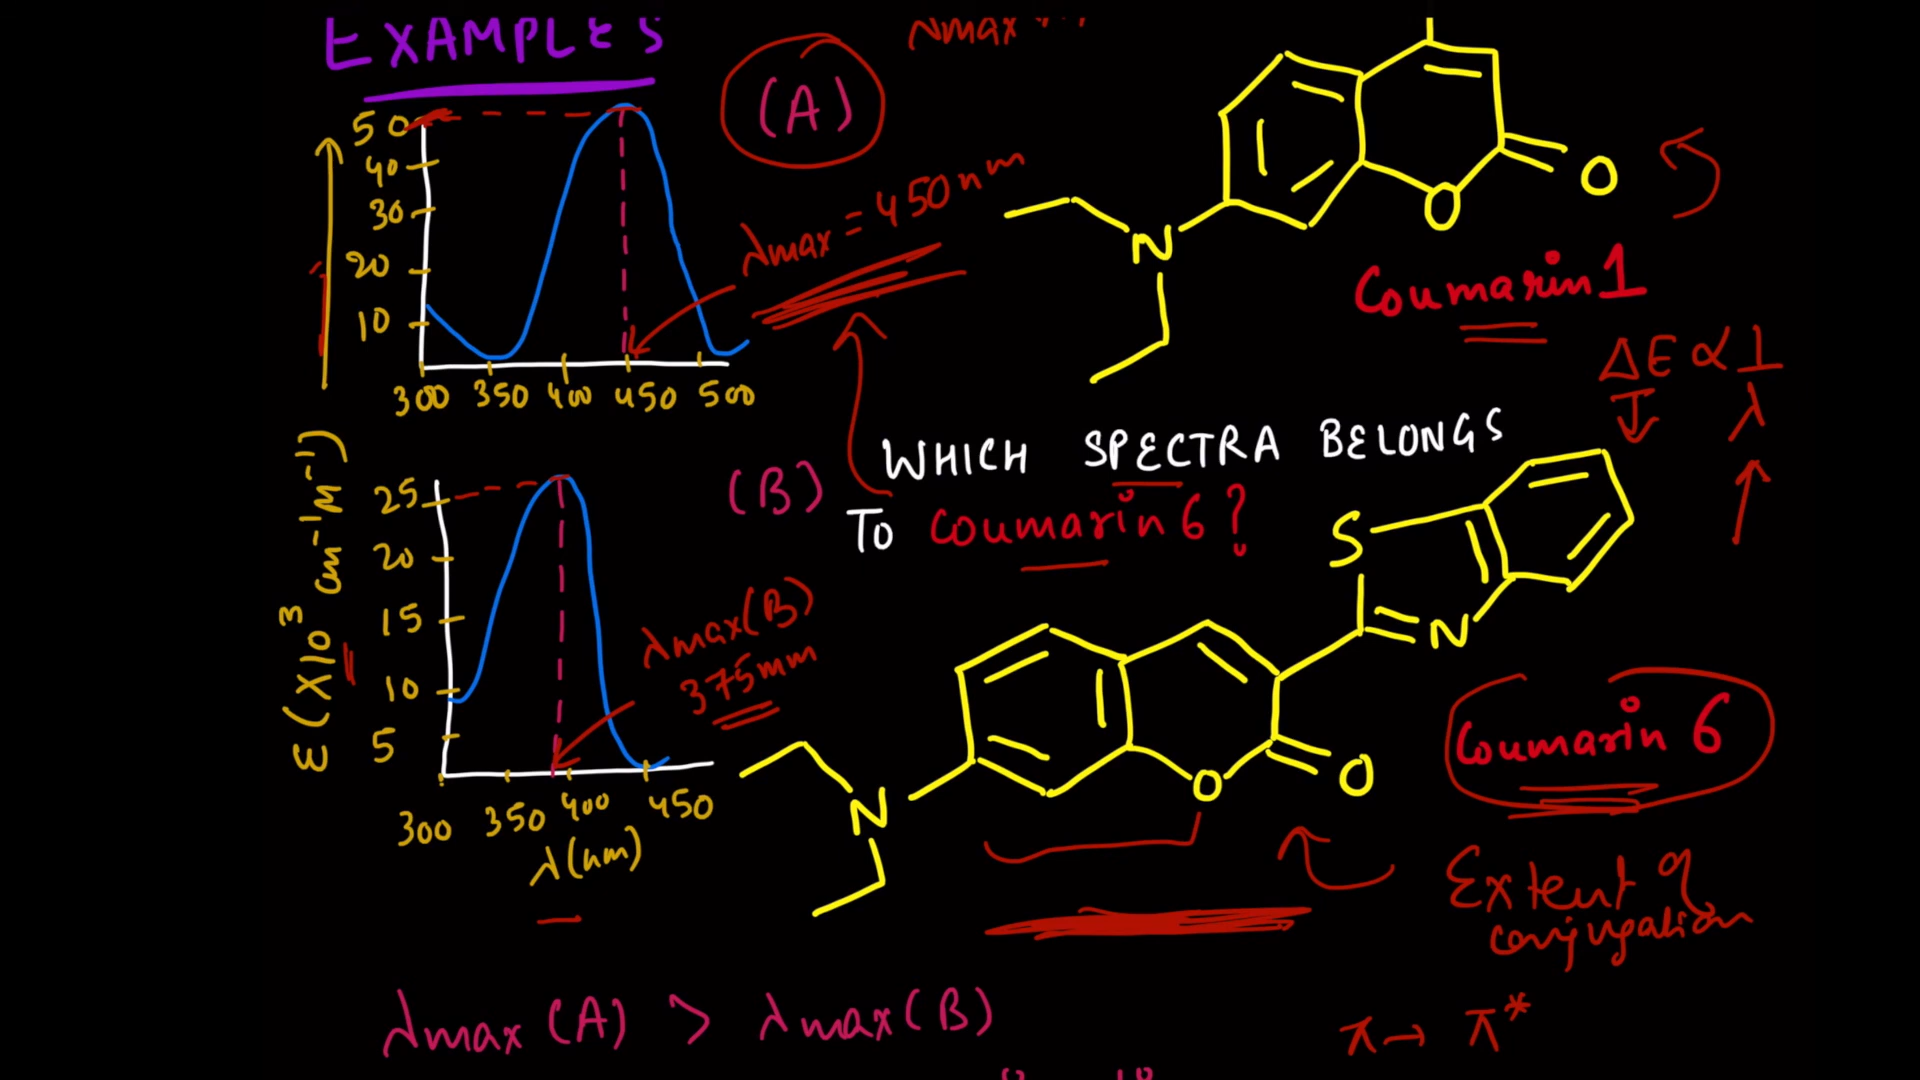 EXAMPLES
(A)
50
40
30
20
10
300 350 400 450 500
λmax = 450nm
O
O
N
Coumarin 1
ΔE ∝ 1
λ
WHICH SPECTRA BELONGS
TO Coumarin 6?
(B)
ε (×10³ cm⁻¹M⁻¹)
25
20
15
10
5
300 350 400 450
λ(nm)
λmax(B)
375nm
S
N
O
O
N
Coumarin 6
Extent of
conjugation
λmax (A) > λmax (B)
π→ π*